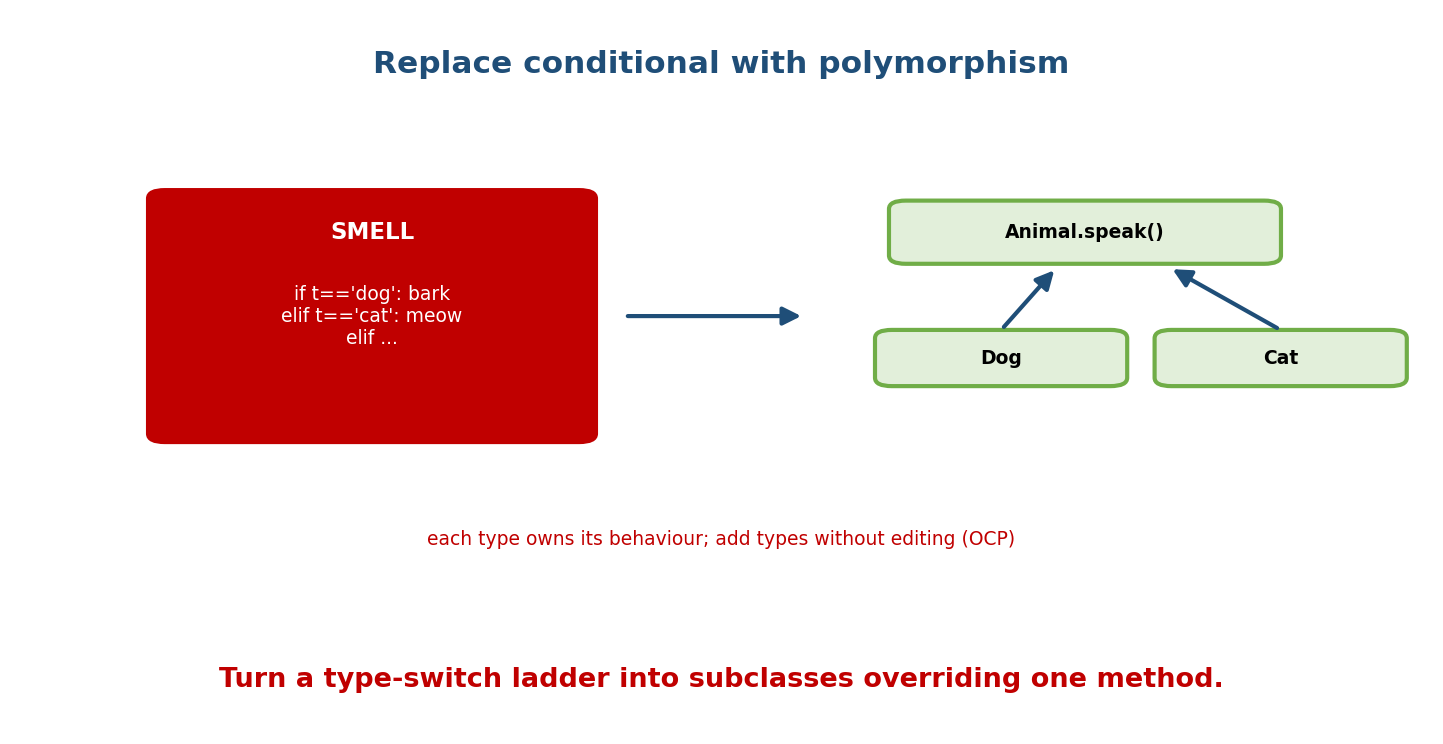 Replace conditional with polymorphism
SMELL
if t=='dog': bark
elif t=='cat': meow
elif ...
Animal.speak()
Dog
Cat
each type owns its behaviour; add types without editing (OCP)
Turn a type-switch ladder into subclasses overriding one method.